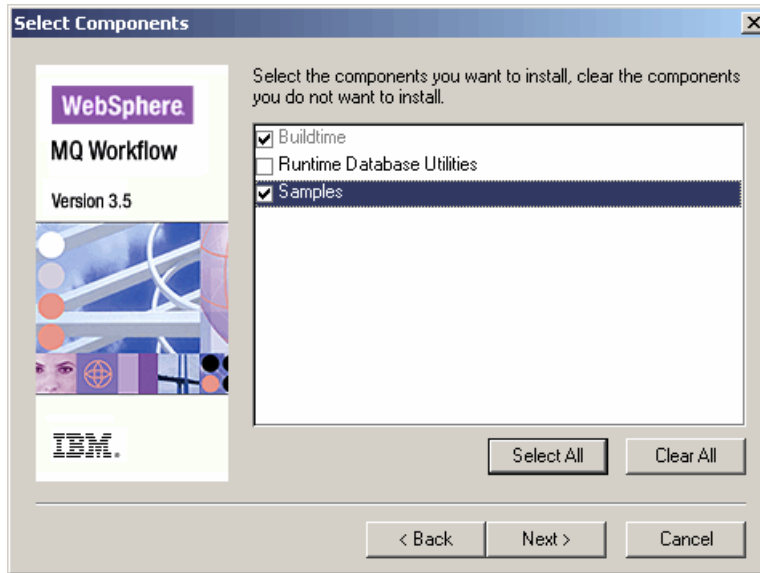 Select Components
WebSphere.
MQ Workflow
Version 3.5
IBM.
Select the components you want to install, clear the components
you do not want to install.
Buildtime
Runtime Database Utilities
Samples
Select All
Clear All
< Back
Next >
Cancel